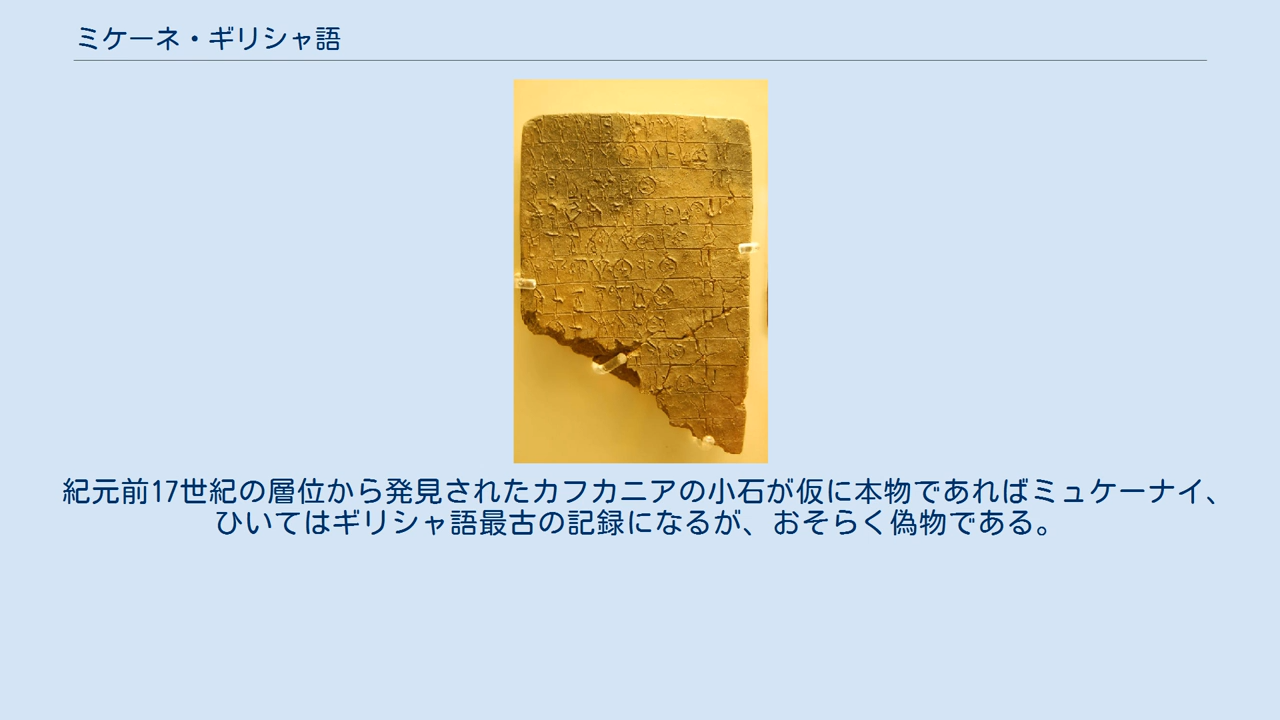 ミケーネ・ギリシャ語
紀元前17世紀の層位から発見されたカフカニアの小石が仮に本物であればミュケーナイ、
ひいてはギリシャ語最古の記録になるが、おそらく偽物である。